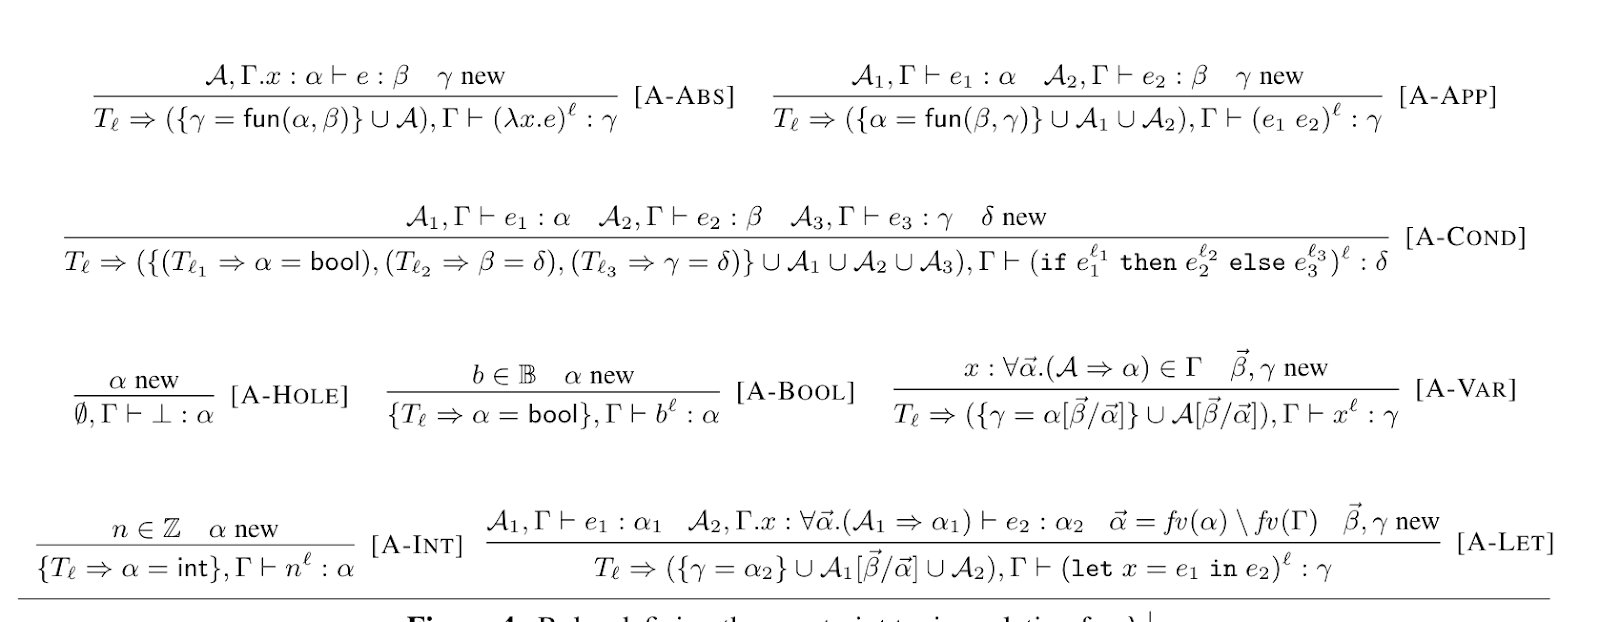 𝒜, Γ.x : α ⊢ e : β    γ new
T_ℓ ⇒ ({γ = fun(α, β)} ∪ 𝒜), Γ ⊢ (λx.e)^ℓ : γ [A-ABS]
𝒜₁, Γ ⊢ e₁ : α    𝒜₂, Γ ⊢ e₂ : β    γ new
T_ℓ ⇒ ({α = fun(β, γ)} ∪ 𝒜₁ ∪ 𝒜₂), Γ ⊢ (e₁ e₂)^ℓ : γ [A-APP]
𝒜₁, Γ ⊢ e₁ : α    𝒜₂, Γ ⊢ e₂ : β    𝒜₃, Γ ⊢ e₃ : γ    δ new
T_ℓ ⇒ ({(T_ℓ₁ ⇒ α = bool), (T_ℓ₂ ⇒ β = δ), (T_ℓ₃ ⇒ γ = δ)} ∪ 𝒜₁ ∪ 𝒜₂ ∪ 𝒜₃), Γ ⊢ (if e₁^ℓ₁ then e₂^ℓ₂ else e₃^ℓ₃)^ℓ : δ [A-COND]
α new
∅, Γ ⊢ ⊥ : α [A-HOLE]
b ∈ 𝔹    α new
{T_ℓ ⇒ α = bool}, Γ ⊢ b^ℓ : α [A-BOOL]
x : ∀α⃗.(𝒜 ⇒ α) ∈ Γ    β⃗, γ new
T_ℓ ⇒ ({γ = α[β⃗/α⃗]} ∪ 𝒜[β⃗/α⃗]), Γ ⊢ x^ℓ : γ [A-VAR]
n ∈ ℤ    α new
{T_ℓ ⇒ α = int}, Γ ⊢ n^ℓ : α [A-INT]
𝒜₁, Γ ⊢ e₁ : α₁    𝒜₂, Γ.x : ∀α⃗.(𝒜₁ ⇒ α₁) ⊢ e₂ : α₂    α⃗ = fv(α) \ fv(Γ)    β⃗, γ new
T_ℓ ⇒ ({γ = α₂} ∪ 𝒜₁[β⃗/α⃗] ∪ 𝒜₂), Γ ⊢ (let x = e₁ in e₂)^ℓ : γ [A-LET]